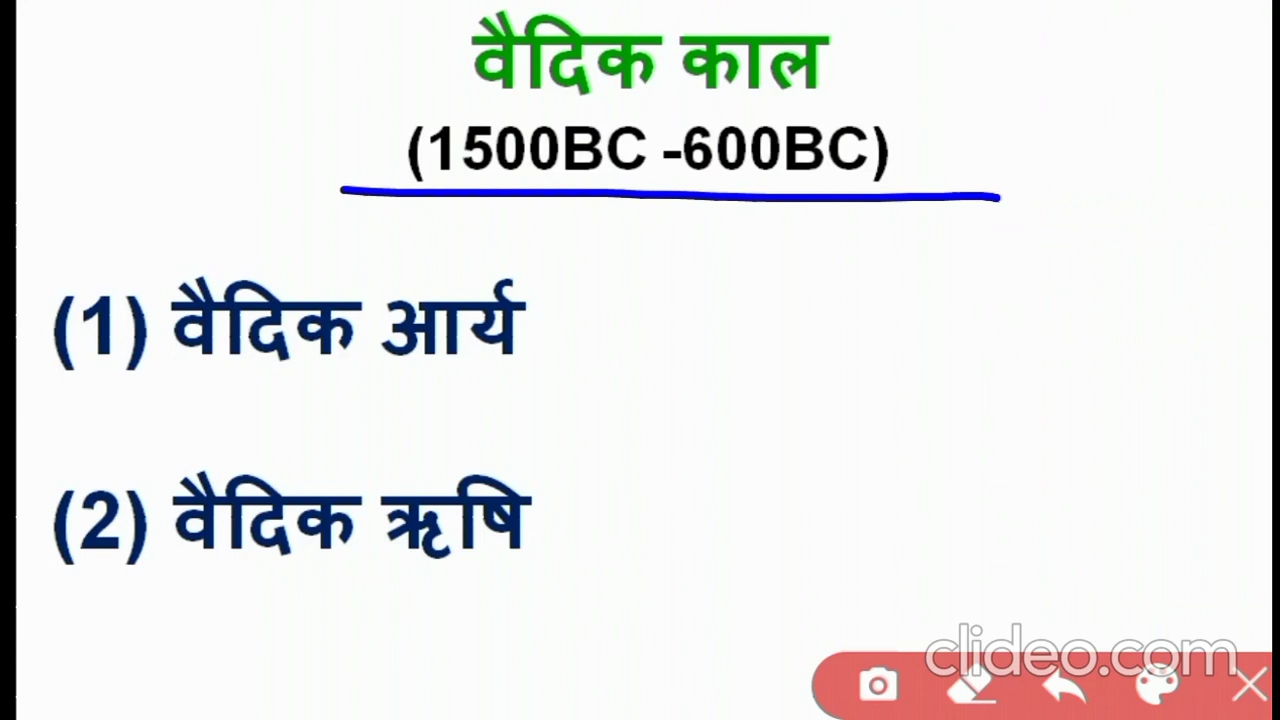 वैदिक काल
(1500BC -600BC)
(1) वैदिक आर्य
(2) वैदिक ऋषि
clideo.com